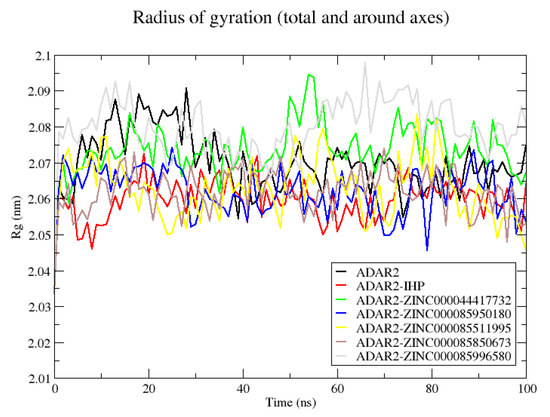 Radius of gyration (total and around axes)
2.1
2.09
2.08
2.07
2.06
2.05
2.04
2.03
2.02
2.01
Rg (nm)
ADAR2
ADAR2-IHP
ADAR2-ZINC000044417732
ADAR2-ZINC000085950180
ADAR2-ZINC000085511995
ADAR2-ZINC000085850673
ADAR2-ZINC000085996580
0 20 40 60 80 100
Time (ns)